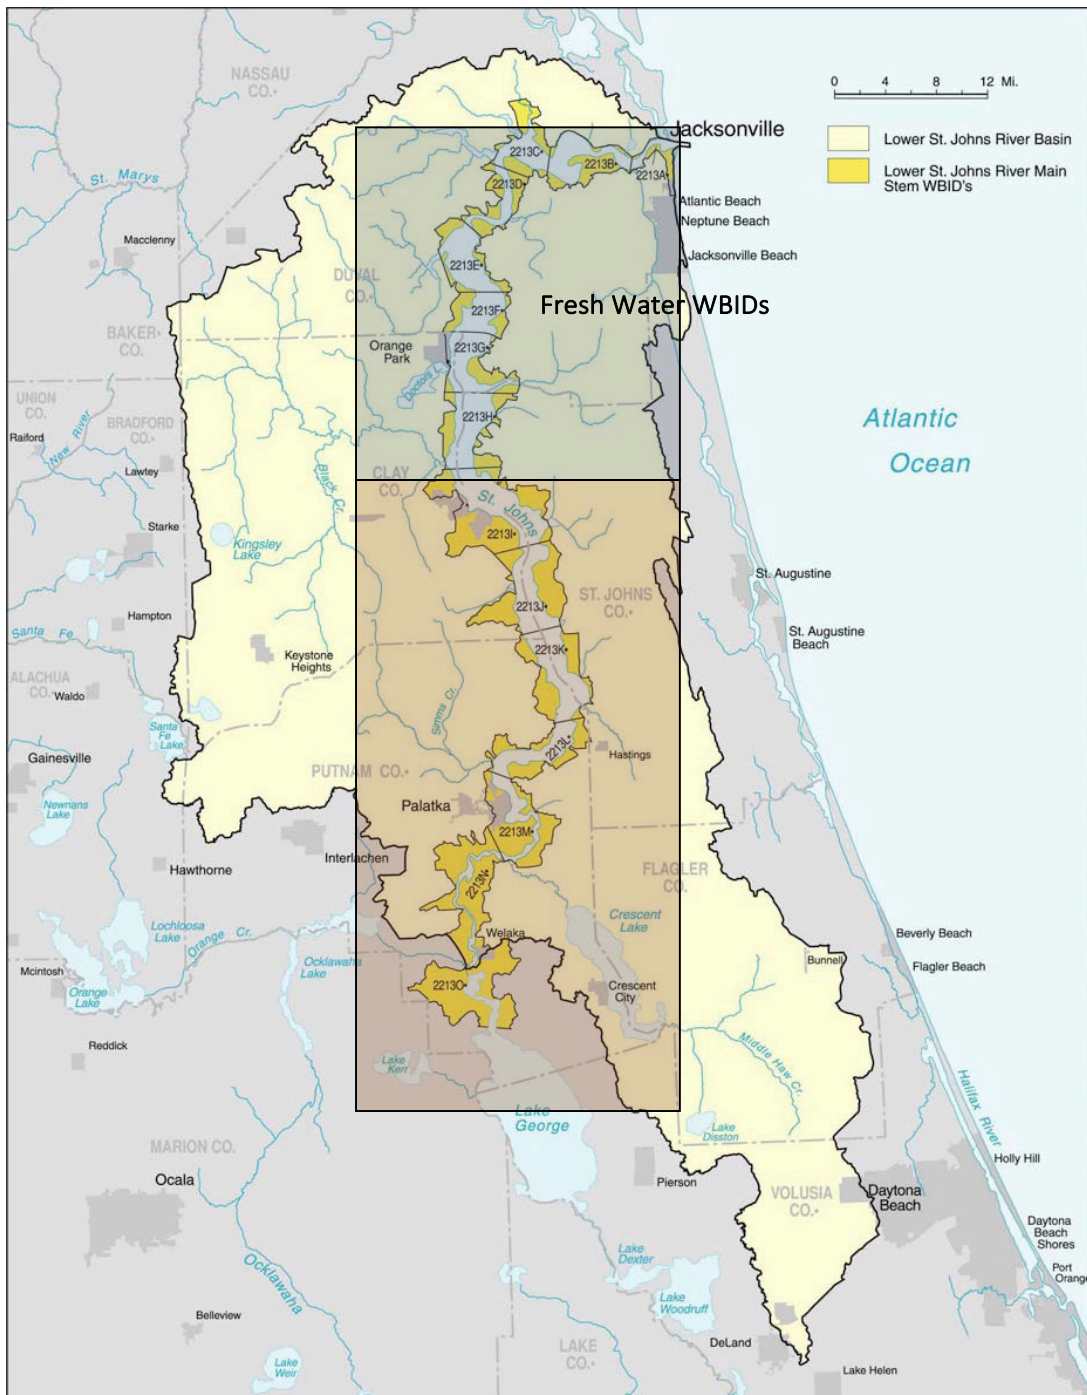 NASSAU
CO.
0 4 8 12 Mi.
Jacksonville
Lower St. Johns River Basin
Lower St. Johns River Main
Stem WBID's
2213C
2213B
2213A
2213D
St. Marys
Atlantic Beach
Neptune Beach
Macclenny
Jacksonville Beach
2213E
DUVAL
CO.
Fresh Water WBIDs
2213F
BAKER
CO.
Orange
Park
2213G
Doctors L.
UNION
CO.
New River
Raiford
BRADFORD
CO.
2213H
Atlantic
Ocean
Lawtey
Black Cr.
CLAY
CO.
St. Johns
Starke
2213I
Kingsley
Lake
St. Augustine
Hampton
2213J
ST. JOHNS
CO.
Santa Fe
St. Augustine
Beach
Keystone
Heights
2213K
ALACHUA
CO.
Waldo
Simms Cr.
Santa
Fe
Lake
2213L
Hastings
Gainesville
PUTNAM CO.
Newnans
Lake
Palatka
2213M
Interlachen
Hawthorne
2213N
FLAGLER
CO.
Lochloosa
Lake
Orange Cr.
Crescent
Lake
Welaka
Beverly Beach
Mcintosh
Ocklawaha
Lake
Bunnell
Flagler Beach
Orange
Lake
2213O
Crescent
City
Reddick
Lake
Kerr
Middle Haw Cr.
Halifax River
Lake
George
Lake
Disston
MARION CO.
Holly Hill
Ocala
Pierson
VOLUSIA
CO.
Daytona
Beach
Daytona
Beach
Shores
Lake
Dexter
Port
Orange
Ocklawaha
Lake
Woodruff
Belleview
LAKE
CO.
DeLand
Lake
Weir
Lake Helen